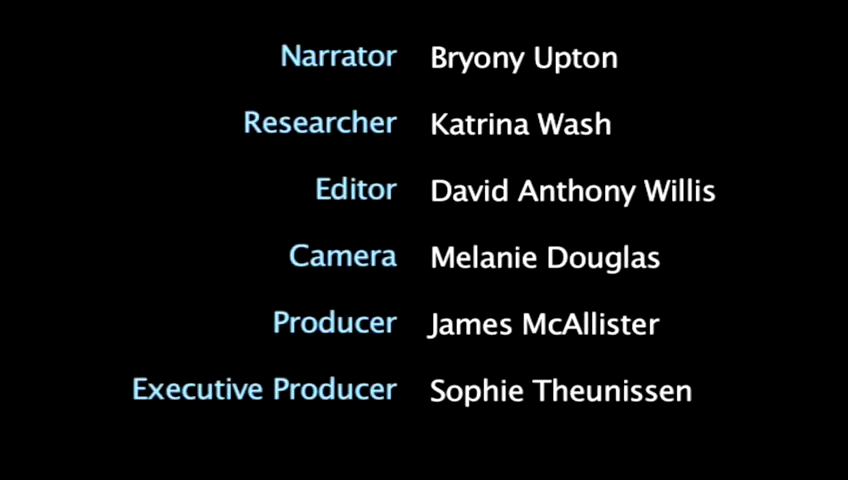 Narrator Bryony Upton
Researcher Katrina Wash
Editor David Anthony Willis
Camera Melanie Douglas
Producer James McAllister
Executive Producer Sophie Theunissen